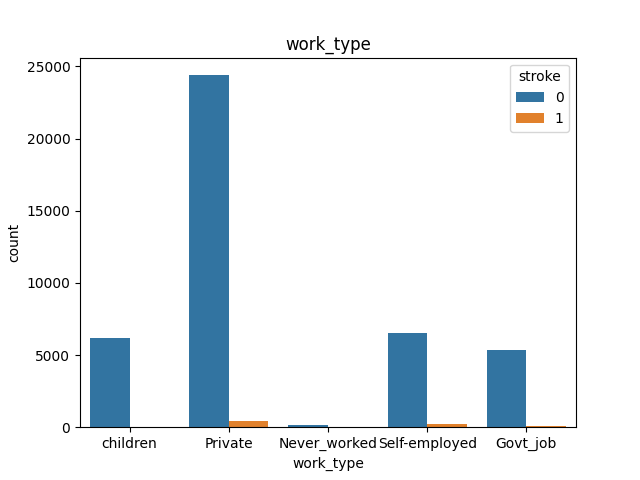 work_type
25000
20000
15000
10000
5000
0
count
stroke
0
1
children Private Never_worked Self-employed Govt_job
work_type